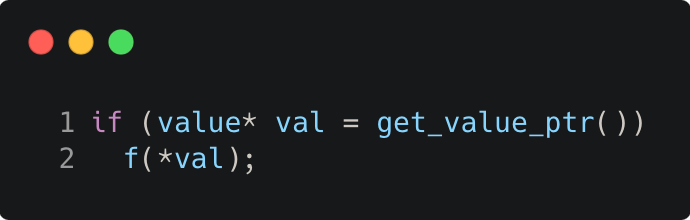 1 if (value* val = get_value_ptr())
2   f(*val);